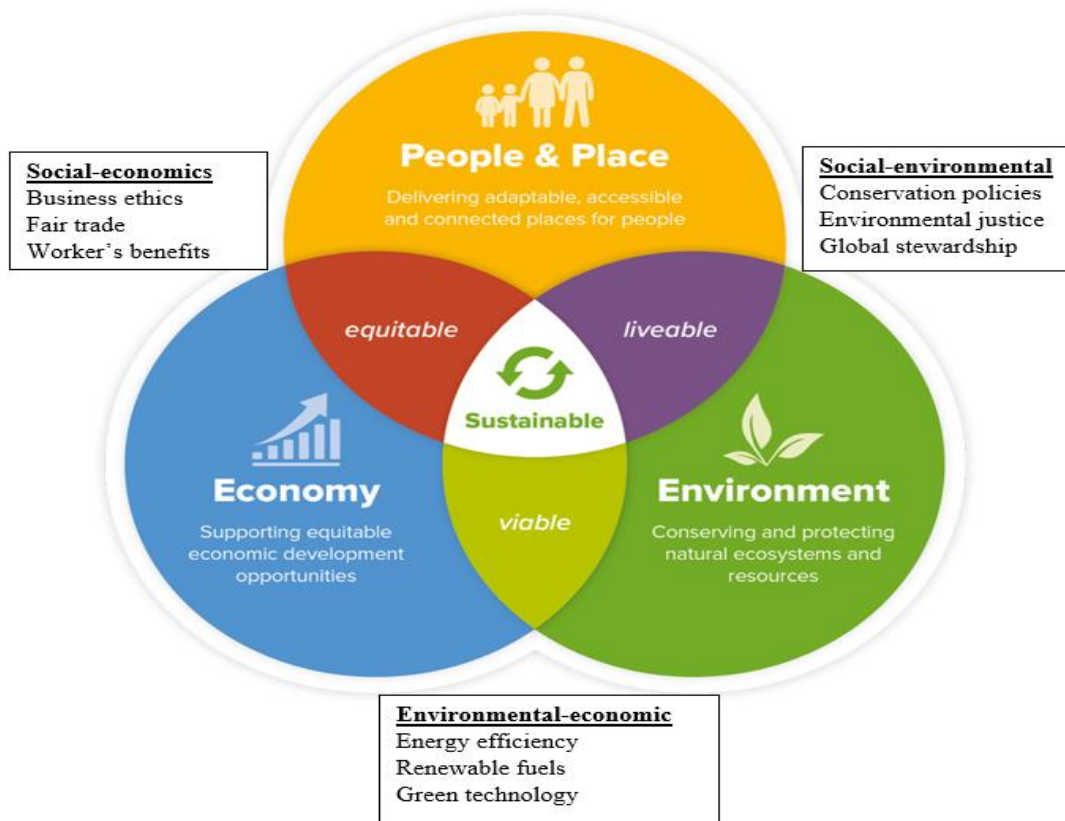 People & Place
Delivering adaptable, accessible
and connected places for people
Social-economics
Business ethics
Fair trade
Worker’s benefits
Social-environmental
Conservation policies
Environmental justice
Global stewardship
equitable
liveable
Sustainable
Economy
Supporting equitable
economic development
opportunities
viable
Environment
Conserving and protecting
natural ecosystems and
resources
Environmental-economic
Energy efficiency
Renewable fuels
Green technology